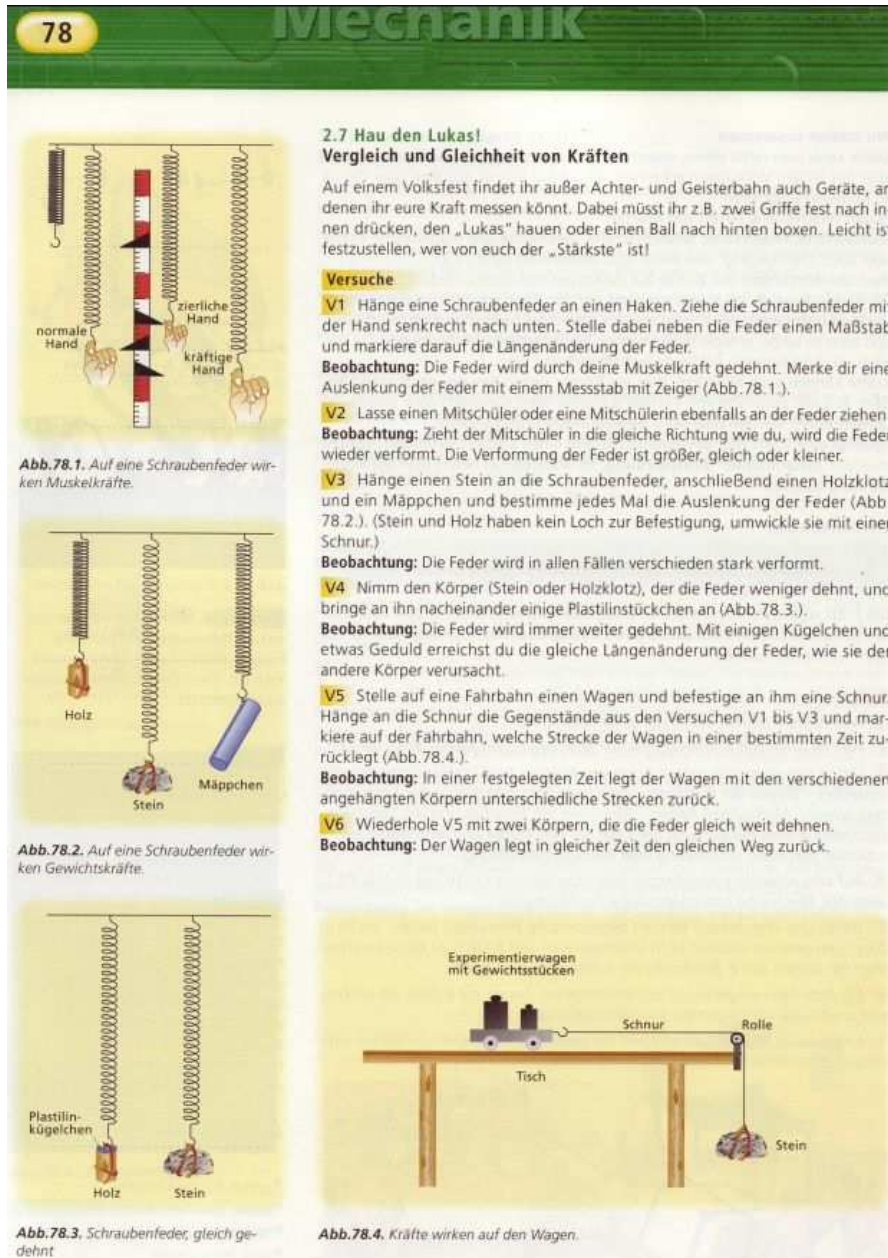 78
Mechanik
normale
Hand
zierliche
Hand
kräftige
Hand
Abb.78.1. Auf eine Schraubenfeder wir-
ken Muskelkräfte.
Holz
Stein
Mäppchen
Abb.78.2. Auf eine Schraubenfeder wir-
ken Gewichtskräfte.
Plastilin-
kügelchen
Holz
Stein
Abb.78.3. Schraubenfeder, gleich ge-
dehnt
2.7 Hau den Lukas!
Vergleich und Gleichheit von Kräften
Auf einem Volksfest findet ihr außer Achter- und Geisterbahn auch Geräte, an
denen ihr eure Kraft messen könnt. Dabei müsst ihr z.B. zwei Griffe fest nach in-
nen drücken, den „Lukas" hauen oder einen Ball nach hinten boxen. Leicht ist
festzustellen, wer von euch der „Stärkste" ist!
Versuche
V1 Hänge eine Schraubenfeder an einen Haken. Ziehe die Schraubenfeder mi
der Hand senkrecht nach unten. Stelle dabei neben die Feder einen Maßstab
und markiere darauf die Längenänderung der Feder.
Beobachtung: Die Feder wird durch deine Muskelkraft gedehnt. Merke dir eine
Auslenkung der Feder mit einem Messstab mit Zeiger (Abb.78.1.).
V2 Lasse einen Mitschüler oder eine Mitschülerin ebenfalls an der Feder ziehen
Beobachtung: Zieht der Mitschüler in die gleiche Richtung wie du, wird die Feder
wieder verformt. Die Verformung der Feder ist größer, gleich oder kleiner.
V3 Hänge einen Stein an die Schraubenfeder, anschließend einen Holzklotz
und ein Mäppchen und bestimme jedes Mal die Auslenkung der Feder (Abb
78.2.). (Stein und Holz haben kein Loch zur Befestigung, umwickle sie mit einer
Schnur.)
Beobachtung: Die Feder wird in allen Fällen verschieden stark verformt.
V4 Nimm den Körper (Stein oder Holzklotz), der die Feder weniger dehnt, und
bringe an ihn nacheinander einige Plastilinstückchen an (Abb.78.3.).
Beobachtung: Die Feder wird immer weiter gedehnt. Mit einigen Kügelchen und
etwas Geduld erreichst du die gleiche Längenänderung der Feder, wie sie der
andere Körper verursacht.
V5 Stelle auf eine Fahrbahn einen Wagen und befestige an ihm eine Schnur.
Hänge an die Schnur die Gegenstände aus den Versuchen V1 bis V3 und mar-
kiere auf der Fahrbahn, welche Strecke der Wagen in einer bestimmten Zeit zu-
rücklegt (Abb.78.4.).
Beobachtung: In einer festgelegten Zeit legt der Wagen mit den verschiedenen
angehängten Körpern unterschiedliche Strecken zurück.
V6 Wiederhole V5 mit zwei Körpern, die die Feder gleich weit dehnen.
Beobachtung: Der Wagen legt in gleicher Zeit den gleichen Weg zurück.
Experimentierwagen
mit Gewichtsstücken
Schnur
Rolle
Tisch
Stein
Abb.78.4. Kräfte wirken auf den Wagen.